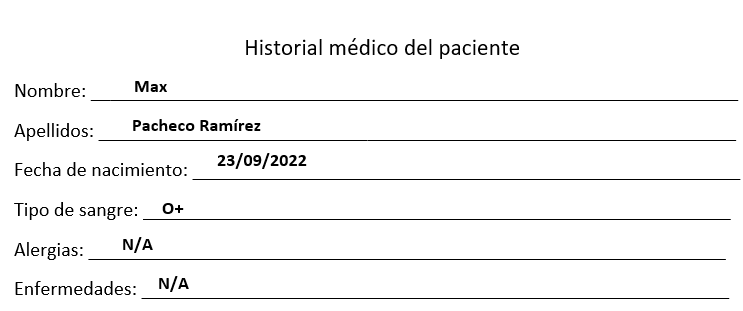 Historial médico del paciente
Nombre: Max
Apellidos: Pacheco Ramírez
Fecha de nacimiento: 23/09/2022
Tipo de sangre: O+
Alergias: N/A
Enfermedades: N/A